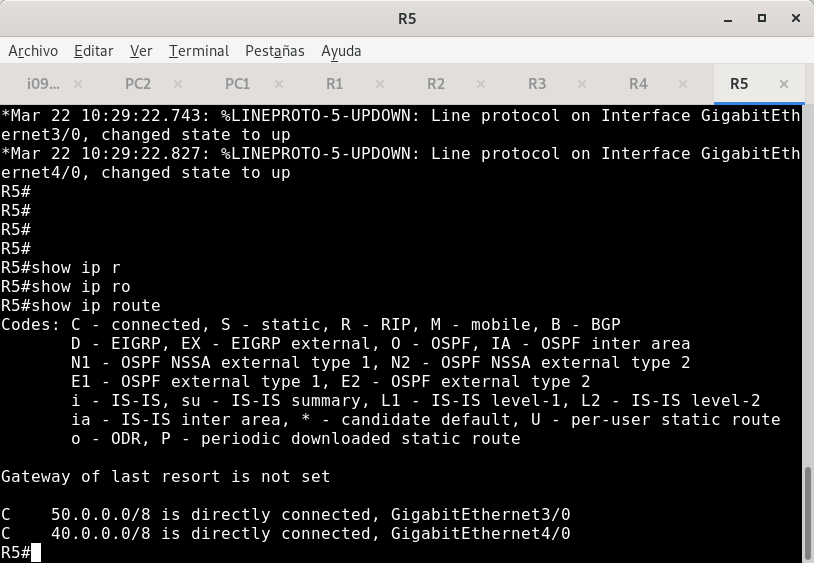 R5
Archivo Editar Ver Terminal Pestañas Ayuda
i09... PC2 PC1 R1 R2 R3 R4 R5
*Mar 22 10:29:22.743: %LINEPROTO-5-UPDOWN: Line protocol on Interface GigabitEth
ernet3/0, changed state to up
*Mar 22 10:29:22.827: %LINEPROTO-5-UPDOWN: Line protocol on Interface GigabitEth
ernet4/0, changed state to up
R5#
R5#
R5#
R5#
R5#show ip r
R5#show ip ro
R5#show ip route
Codes: C - connected, S - static, R - RIP, M - mobile, B - BGP
       D - EIGRP, EX - EIGRP external, O - OSPF, IA - OSPF inter area
       N1 - OSPF NSSA external type 1, N2 - OSPF NSSA external type 2
       E1 - OSPF external type 1, E2 - OSPF external type 2
       i - IS-IS, su - IS-IS summary, L1 - IS-IS level-1, L2 - IS-IS level-2
       ia - IS-IS inter area, * - candidate default, U - per-user static route
       o - ODR, P - periodic downloaded static route
Gateway of last resort is not set
C    50.0.0.0/8 is directly connected, GigabitEthernet3/0
C    40.0.0.0/8 is directly connected, GigabitEthernet4/0
R5#